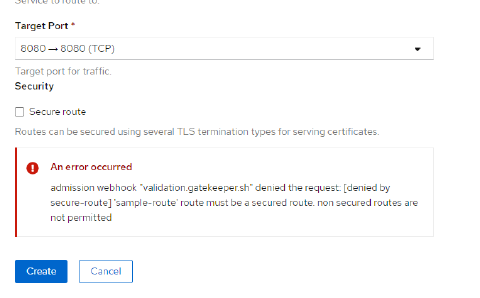 Service to route to.
Target Port *
8080 → 8080 (TCP)
Target port for traffic.
Security
Secure route
Routes can be secured using several TLS termination types for serving certificates.
An error occurred
admission webhook "validation.gatekeeper.sh" denied the request: [denied by
secure-route] 'sample-route' route must be a secured route. non secured routes are
not permitted
Create
Cancel